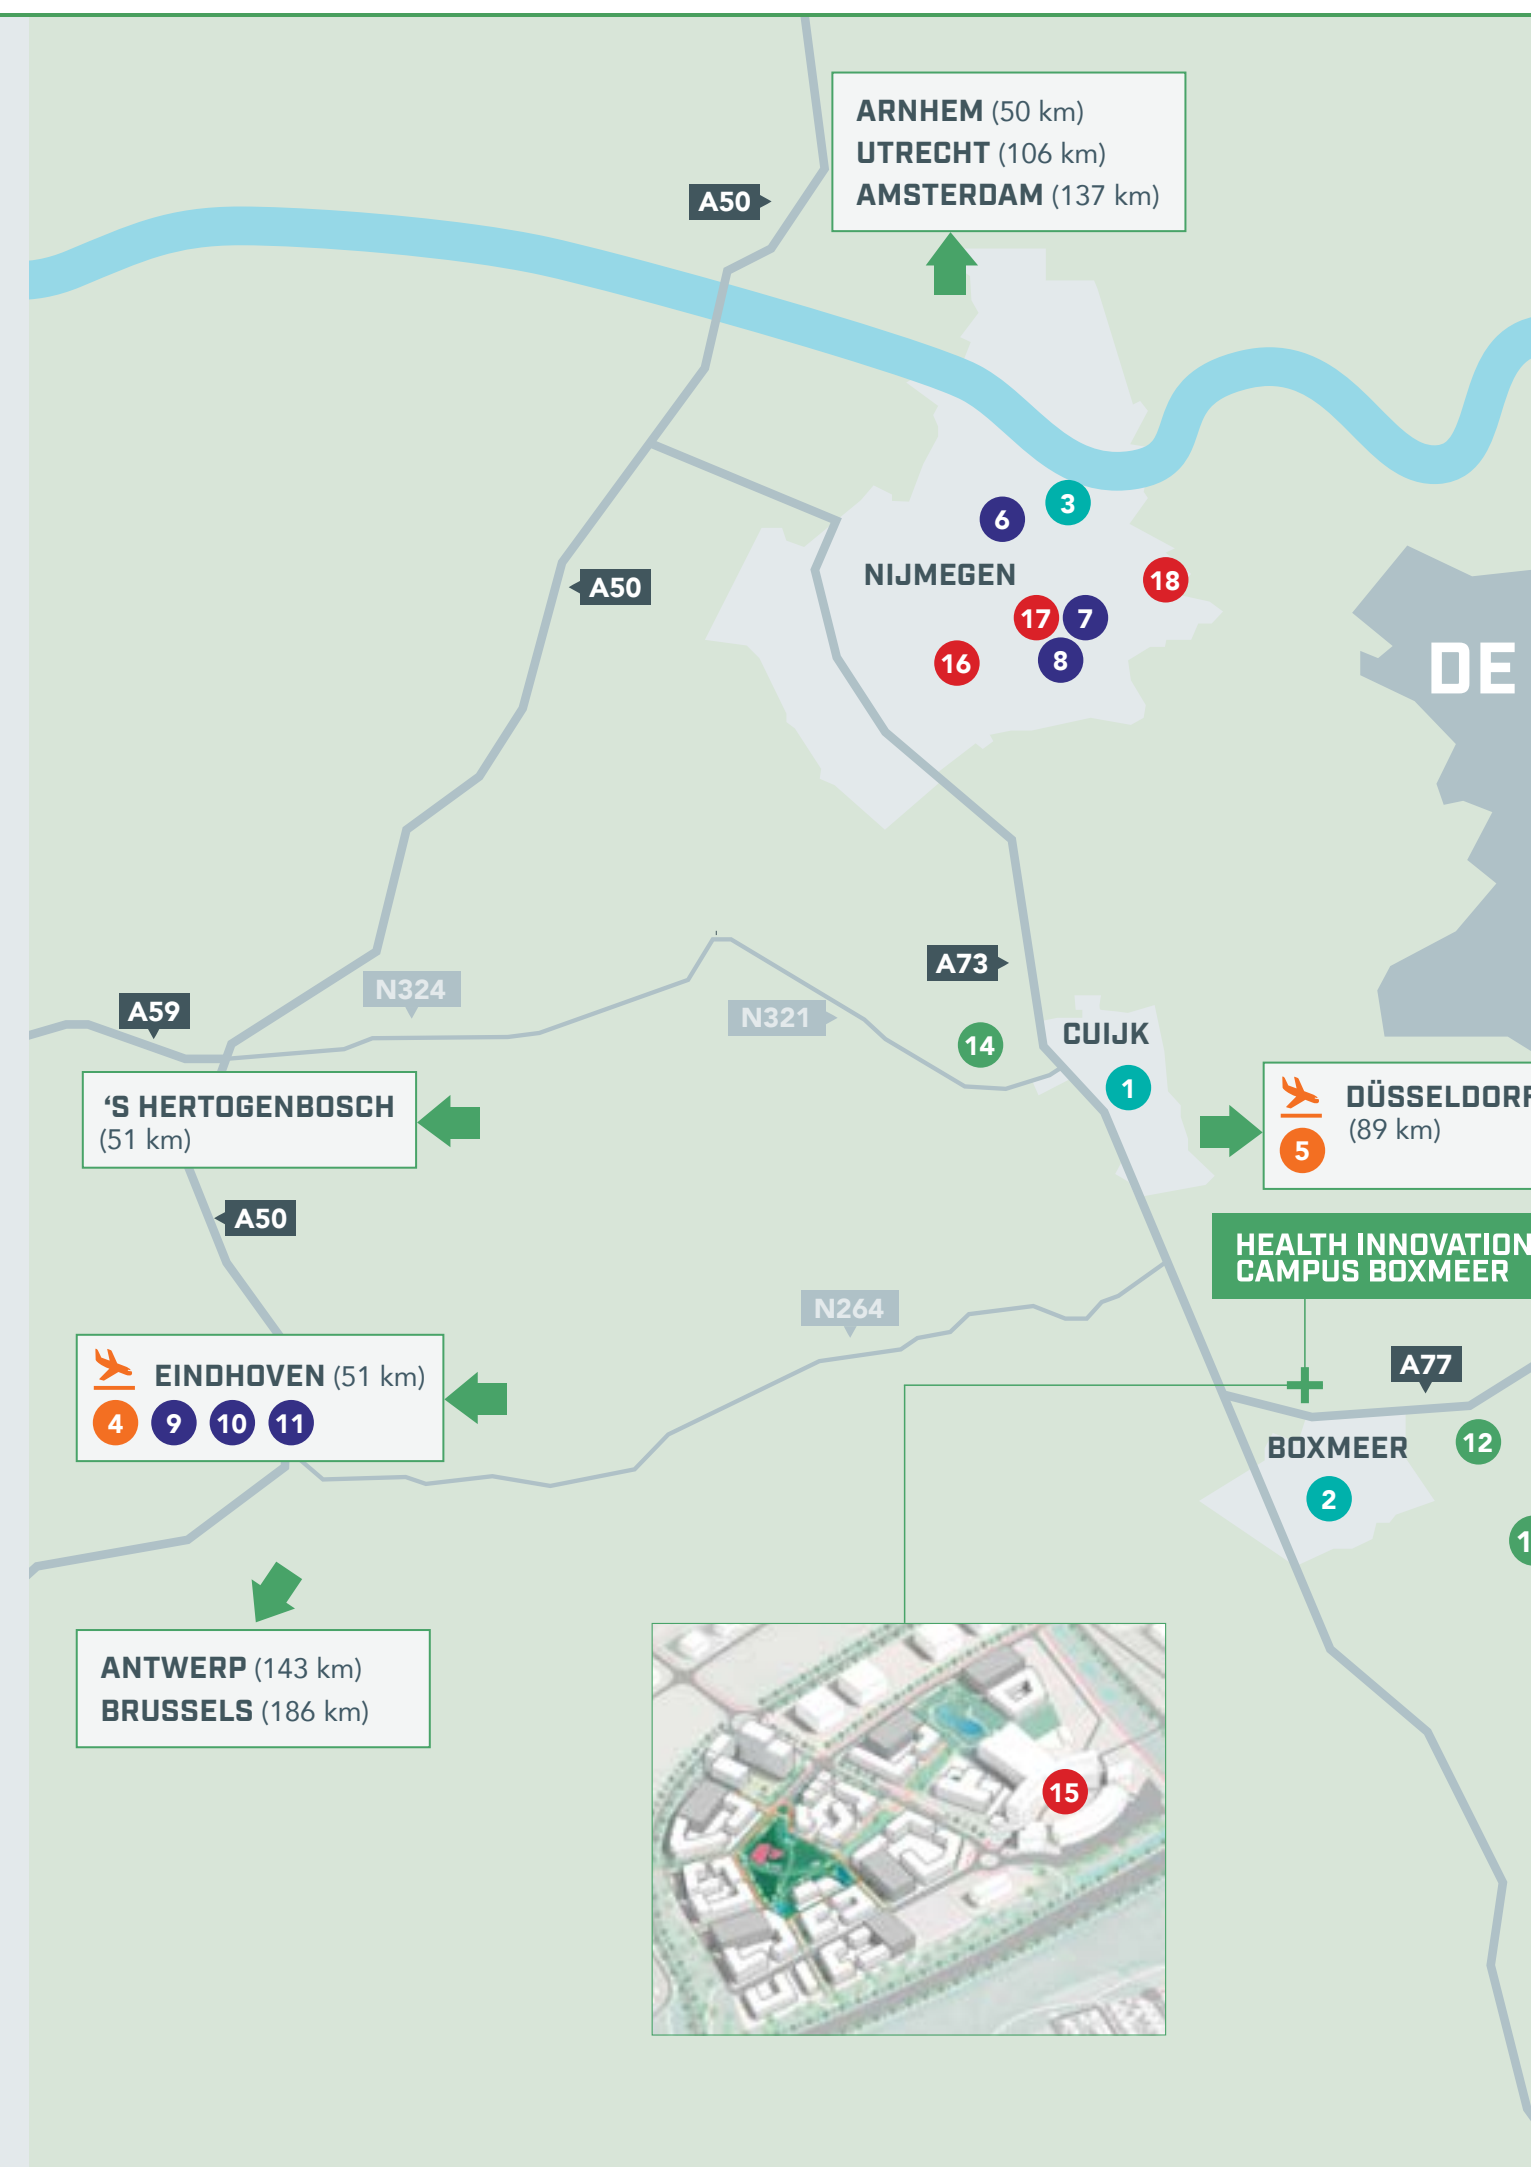 ARNHEM (50 km)
UTRECHT (106 km)
AMSTERDAM (137 km)
A50
3
6
NIJMEGEN
18
A50
17
7
8
16
DE
A73
N324
A59
N321
CUIJK
14
1
'S HERTOGENBOSCH
(51 km)
DÜSSELDORF
(89 km)
5
A50
HEALTH INNOVATION
CAMPUS BOXMEER
N264
A77
EINDHOVEN (51 km)
4
9
10
11
BOXMEER
12
2
ANTWERP (143 km)
BRUSSELS (186 km)
15